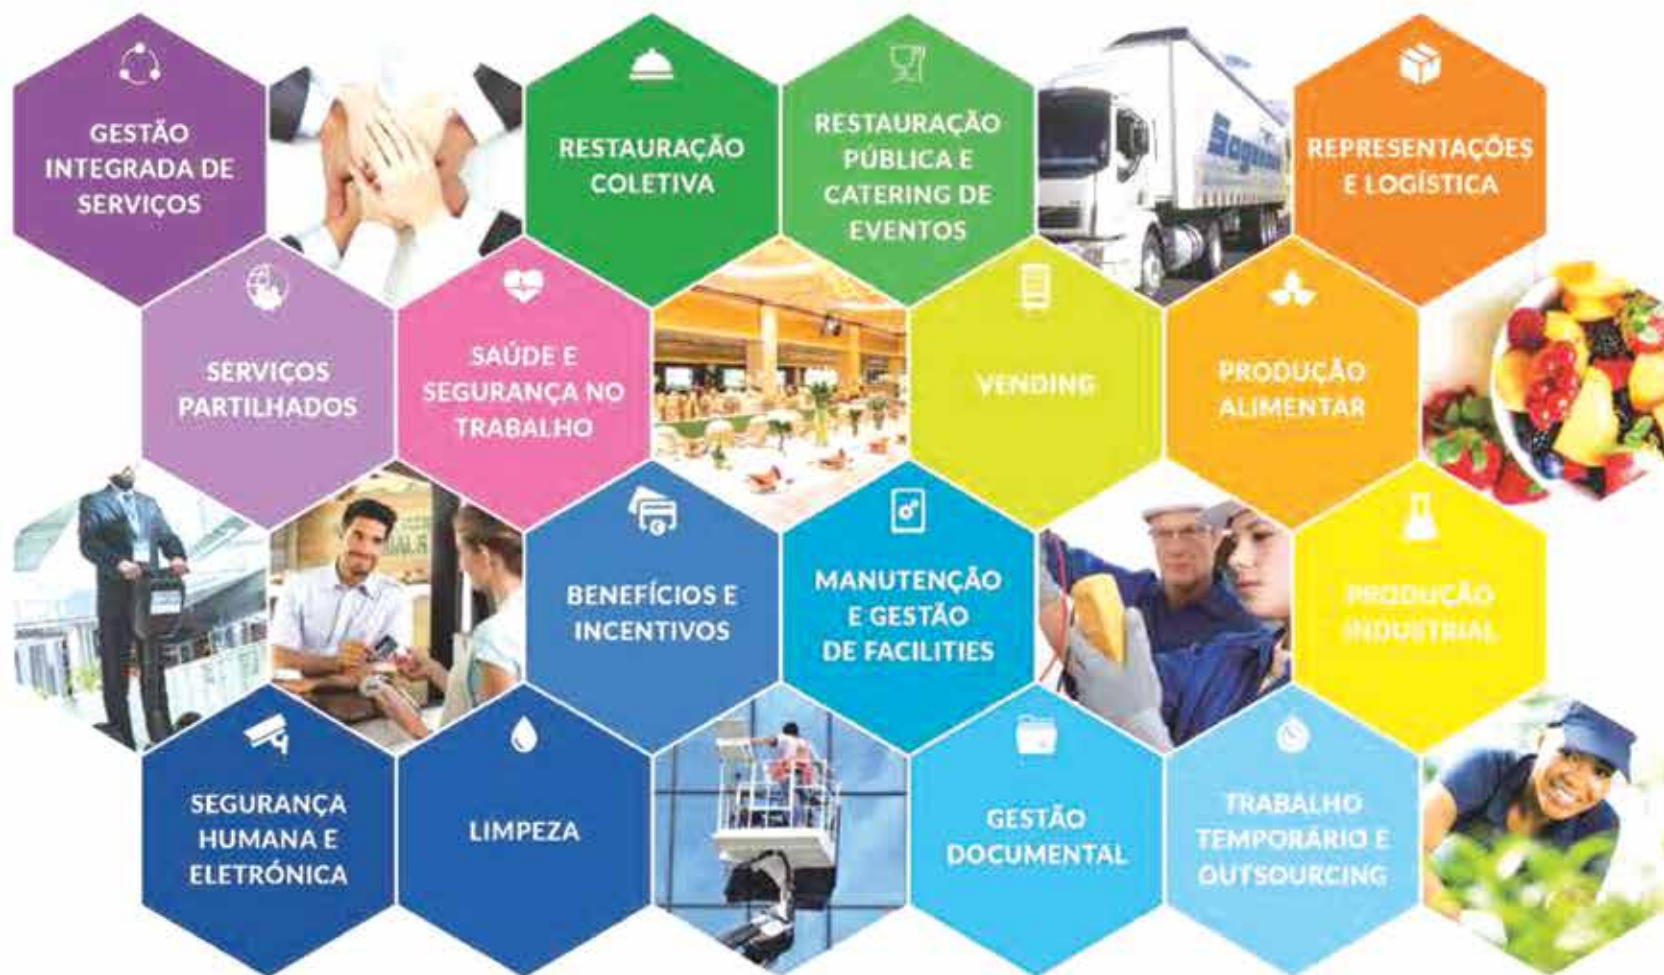 GESTÃO
INTEGRADA DE
SERVIÇOS
RESTAURAÇÃO
COLETIVA
RESTAURAÇÃO
PÚBLICA E
CATERING DE
EVENTOS
REPRESENTAÇÕES
E LOGÍSTICA
SERVIÇOS
PARTILHADOS
SAÚDE E
SEGURANÇA NO
TRABALHO
VENDING
PRODUÇÃO
ALIMENTAR
BENEFÍCIOS E
INCENTIVOS
MANUTENÇÃO
E GESTÃO
DE FACILITIES
PRODUÇÃO
INDUSTRIAL
SEGURANÇA
HUMANA E
ELETRÓNICA
LIMPEZA
GESTÃO
DOCUMENTAL
TRABALHO
TEMPORÁRIO E
OUTSOURCING